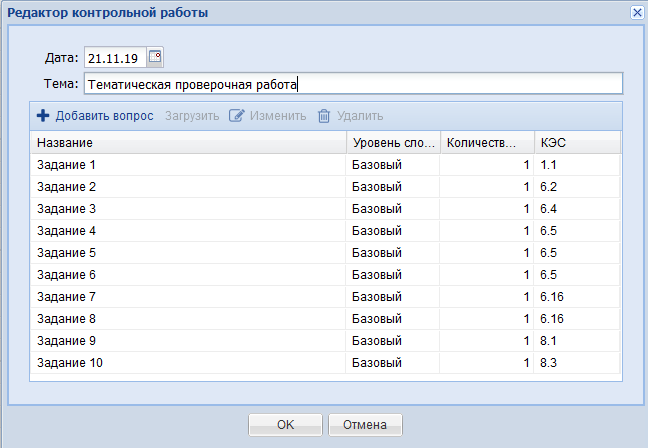 Редактор контрольной работы
Дата: 21.11.19
Тема: Тематическая проверочная работа
Добавить вопрос Загрузить Изменить Удалить
Название Уровень сло... Количеств... КЭС
Задание 1 Базовый 1 1.1
Задание 2 Базовый 1 6.2
Задание 3 Базовый 1 6.4
Задание 4 Базовый 1 6.5
Задание 5 Базовый 1 6.5
Задание 6 Базовый 1 6.5
Задание 7 Базовый 1 6.16
Задание 8 Базовый 1 6.16
Задание 9 Базовый 1 8.1
Задание 10 Базовый 1 8.3
OK Отмена